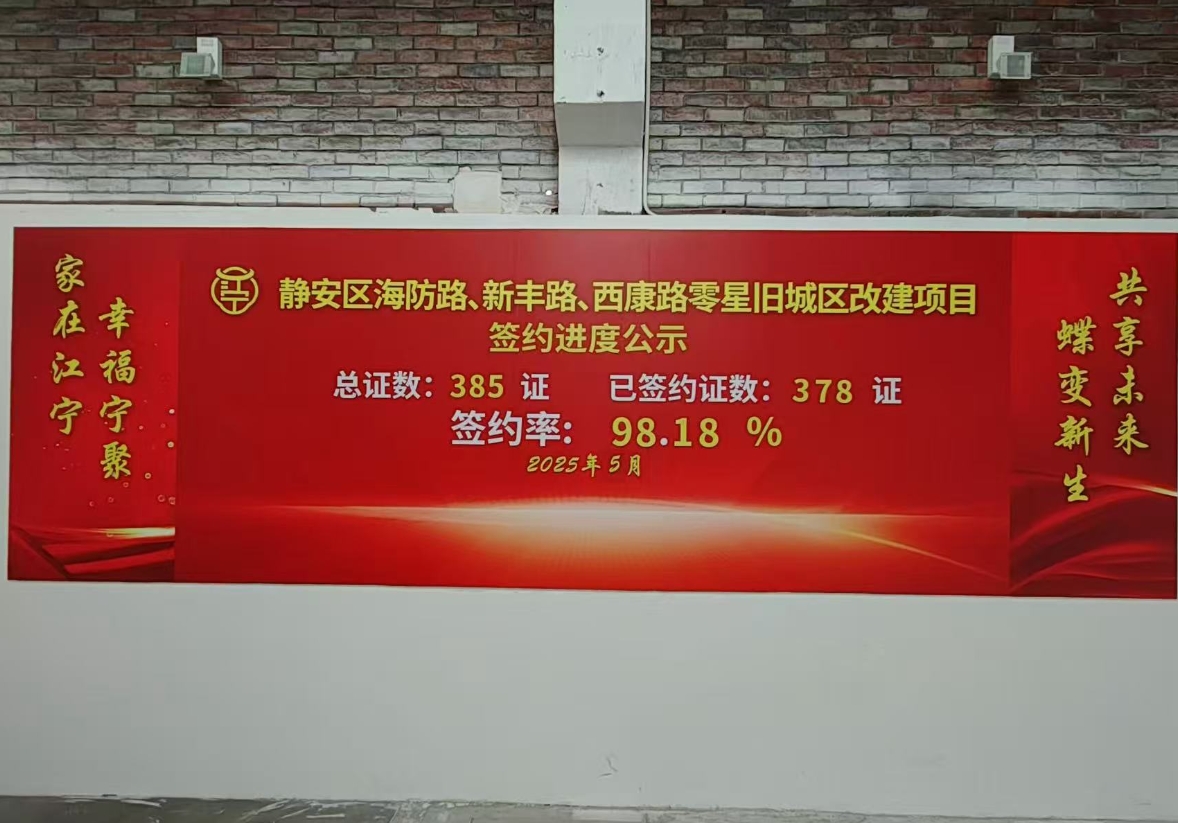 家在江宁
幸福宁聚
江宁
静安区海防路、新丰路、西康路零星旧城区改建项目
签约进度公示
总证数：385 证 已签约证数：378 证
签约率：98.18 %
2025年5月
共享未来
蝶变新生